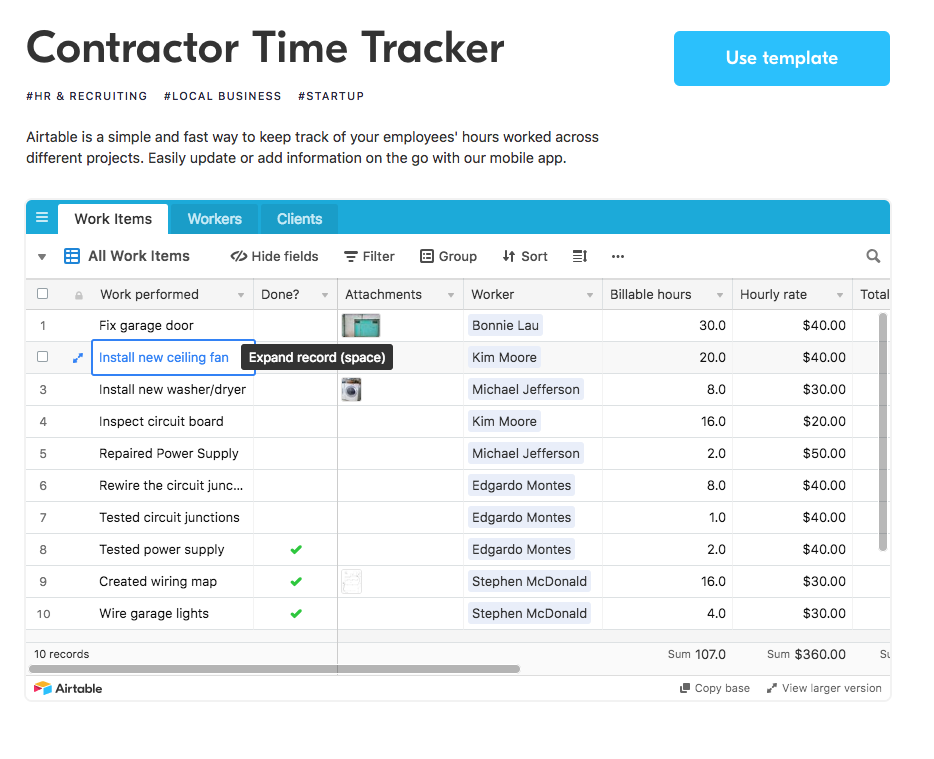 Contractor Time Tracker
Use template
#HR & RECRUITING #LOCAL BUSINESS #STARTUP
Airtable is a simple and fast way to keep track of your employees' hours worked across
different projects. Easily update or add information on the go with our mobile app.
Work Items Workers Clients
All Work Items Hide fields Filter Group Sort
Work performed Done? Attachments Worker Billable hours Hourly rate Total
1 Fix garage door Bonnie Lau 30.0 $40.00
Install new ceiling fan Expand record (space) Kim Moore 20.0 $40.00
3 Install new washer/dryer Michael Jefferson 8.0 $30.00
4 Inspect circuit board Kim Moore 16.0 $20.00
5 Repaired Power Supply Michael Jefferson 2.0 $50.00
6 Rewire the circuit junc... Edgardo Montes 8.0 $40.00
7 Tested circuit junctions Edgardo Montes 1.0 $40.00
8 Tested power supply Edgardo Montes 2.0 $40.00
9 Created wiring map Stephen McDonald 16.0 $30.00
10 Wire garage lights Stephen McDonald 4.0 $30.00
10 records Sum 107.0 Sum $360.00
Airtable Copy base View larger version